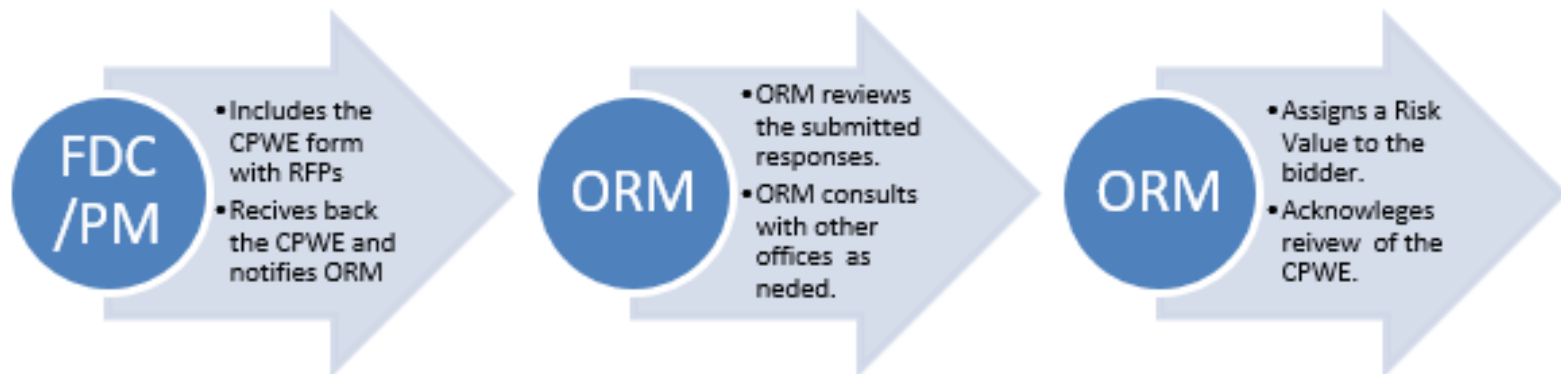 FDC
/PM
•Includes the
CPWE form
with RFPs
•Recives back
the CPWE and
notifies ORM
ORM
•ORM reviews
the submitted
responses.
•ORM consults
with other
offices as
neded.
ORM
•Assigns a Risk
Value to the
bidder.
•Acknowleges
reivew of the
CPWE.